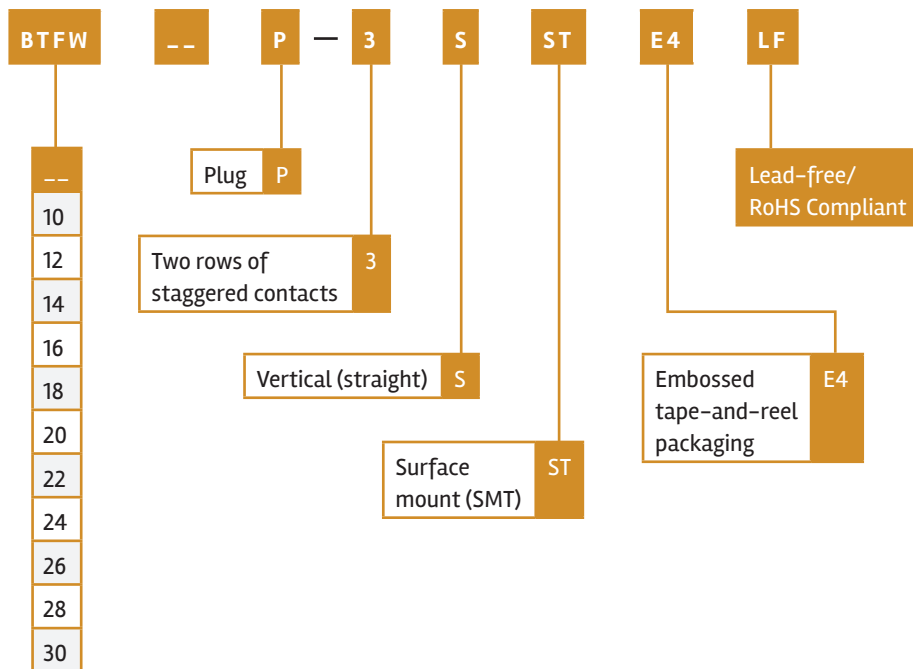 BTFW __ P — 3 S ST E4 LF
__
10
12
14
16
18
20
22
24
26
28
30
Plug P
Two rows of 3
staggered contacts
Vertical (straight) S
Surface ST
mount (SMT)
Embossed E4
tape-and-reel
packaging
Lead-free/
RoHS Compliant